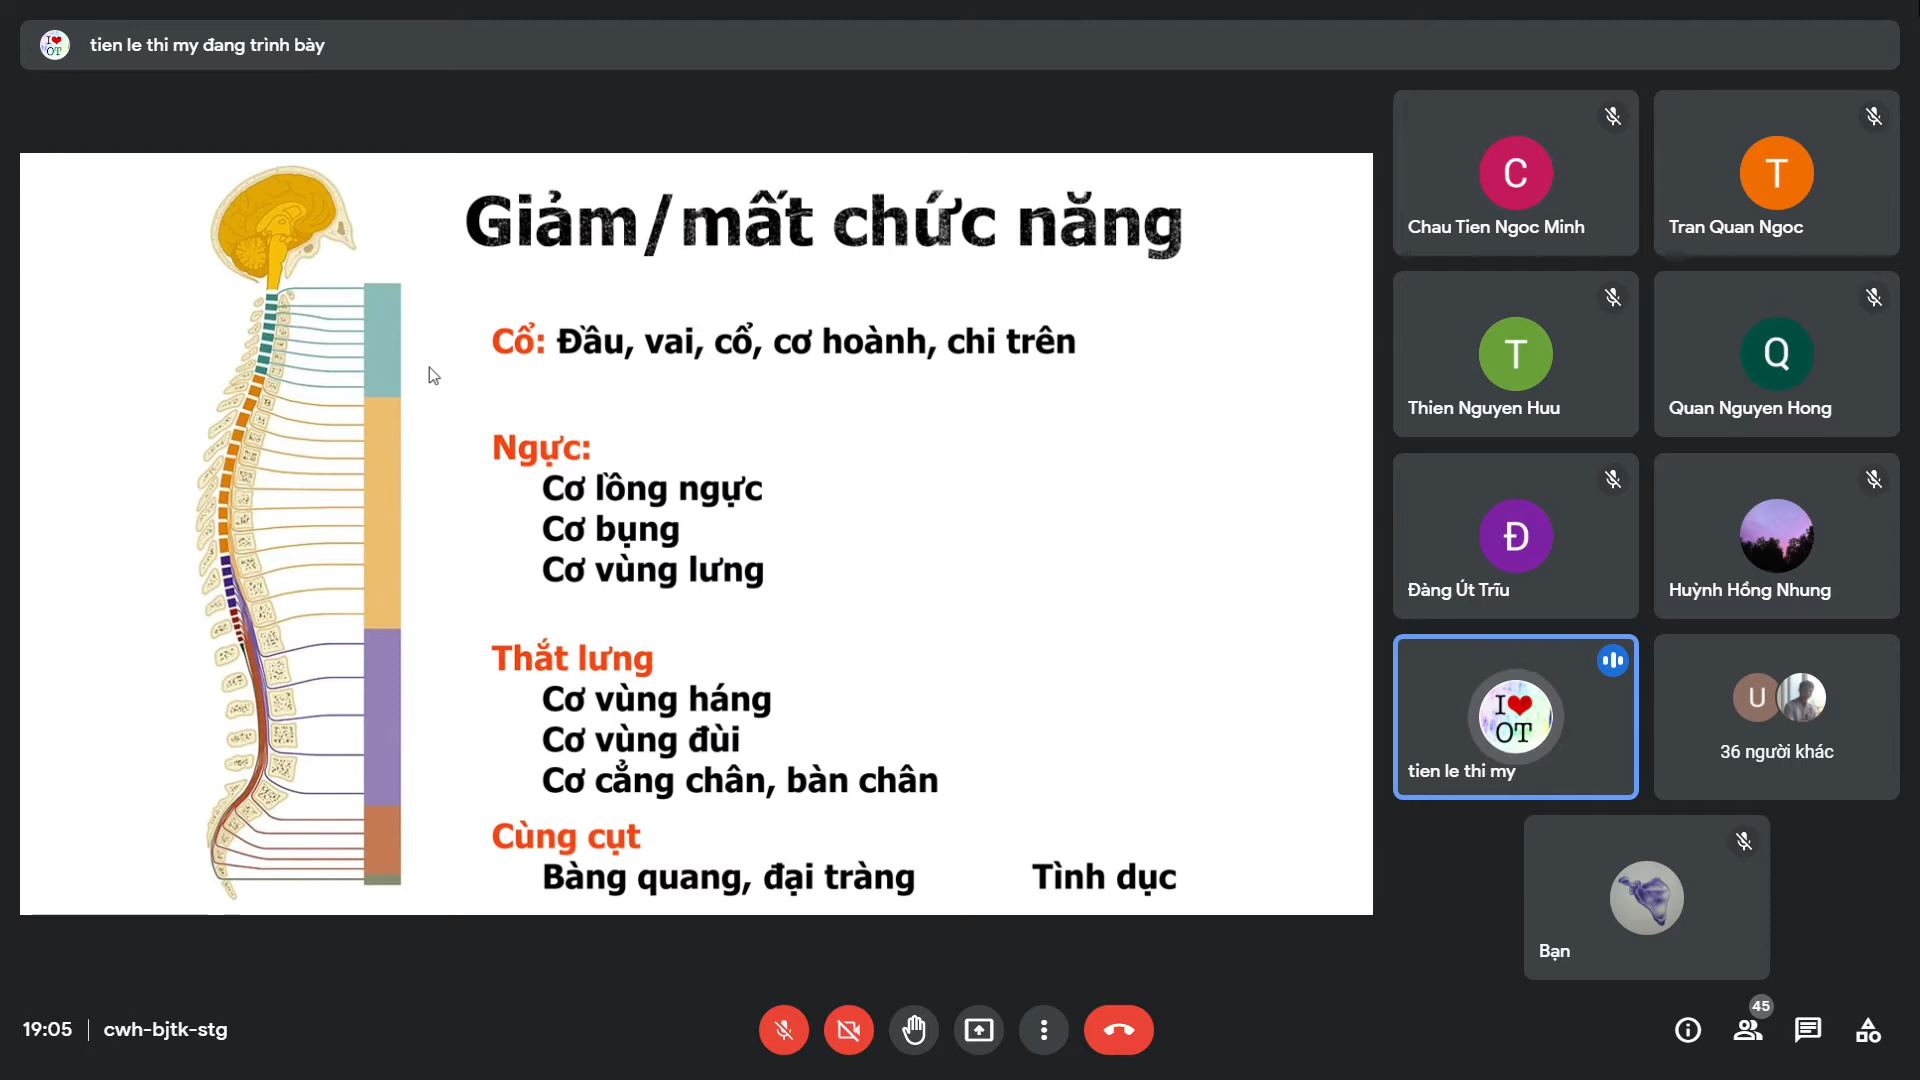 tien le thi my đang trình bày
Giảm/mất chức năng
Cổ: Đầu, vai, cổ, cơ hoành, chi trên
Ngực:
Cơ lồng ngực
Cơ bụng
Cơ vùng lưng
Thắt lưng
Cơ vùng háng
Cơ vùng đùi
Cơ cẳng chân, bàn chân
Cùng cụt
Bàng quang, đại tràng Tình dục
C
Chau Tien Ngoc Minh
T
Tran Quan Ngoc
T
Thien Nguyen Huu
Q
Quan Nguyen Hong
Đ
Đàng Út Trĩu
Huỳnh Hồng Nhung
I
OT
tien le thi my
U
36 người khác
Bạn
19:05 | cwh-bjtk-stg
45